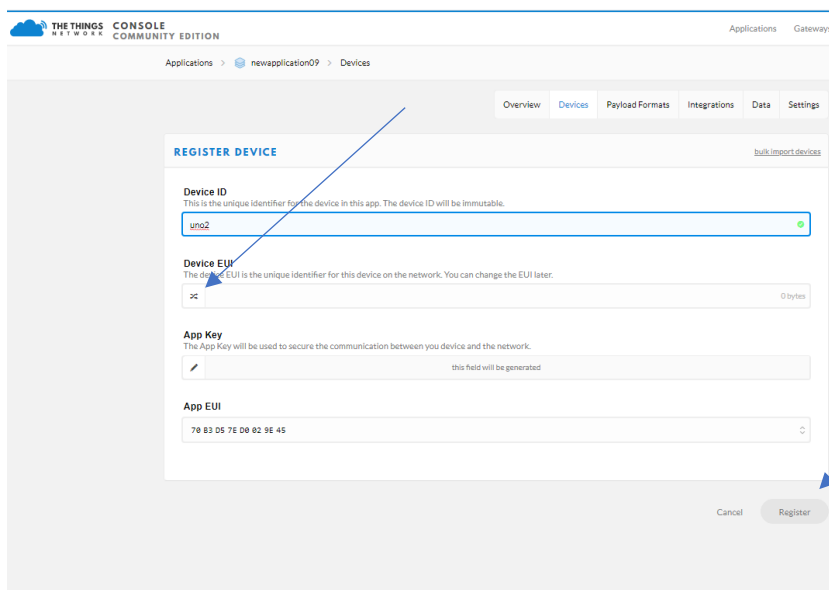 THE THINGS NETWORK CONSOLE COMMUNITY EDITION
Applications Gateways
Applications > newapplication09 > Devices
Overview Devices Payload Formats Integrations Data Settings
REGISTER DEVICE
bulk import devices
Device ID
This is the unique identifier for the device in this app. The device ID will be immutable.
uno2
Device EUI
The device EUI is the unique identifier for this device on the network. You can change the EUI later.
0 bytes
App Key
The App Key will be used to secure the communication between you device and the network.
this field will be generated
App EUI
70 B3 D5 7E D0 02 9E 45
Cancel Register